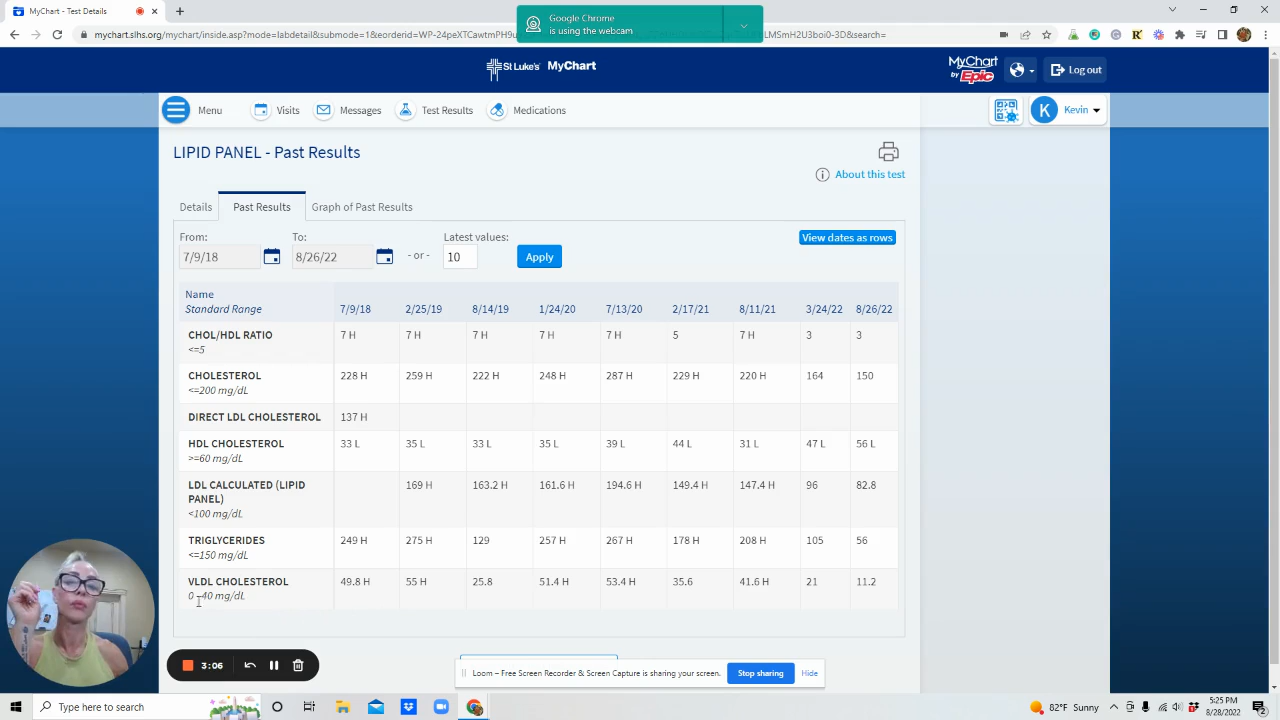 MyChart - Test Details
Google Chrome
is using the webcam
mychart.slhs.org/mychart/inside.asp?mode=labdetail&submode=1&eorderid=WP-24peXTCawtmPH9u
&search=
St Luke's MyChart
MyChart
by Epic
Log out
Menu
Visits
Messages
Test Results
Medications
K
Kevin
LIPID PANEL - Past Results
About this test
Details
Past Results
Graph of Past Results
From:
To:
Latest values:
View dates as rows
7/9/18
8/26/22
- or -
10
Apply
Name
Standard Range
7/9/18 2/25/19 8/14/19 1/24/20 7/13/20 2/17/21 8/11/21 3/24/22 8/26/22
CHOL/HDL RATIO 7 H 7 H 7 H 7 H 7 H 5 7 H 3 3
<=5
CHOLESTEROL 228 H 259 H 222 H 248 H 287 H 229 H 220 H 164 150
<=200 mg/dL
DIRECT LDL CHOLESTEROL 137 H
HDL CHOLESTEROL 33 L 35 L 33 L 35 L 39 L 44 L 31 L 47 L 56 L
>=60 mg/dL
LDL CALCULATED (LIPID 169 H 163.2 H 161.6 H 194.6 H 149.4 H 147.4 H 96 82.8
PANEL)
<100 mg/dL
TRIGLYCERIDES 249 H 275 H 129 257 H 267 H 178 H 208 H 105 56
<=150 mg/dL
VLDL CHOLESTEROL 49.8 H 55 H 25.8 51.4 H 53.4 H 35.6 41.6 H 21 11.2
0 - 40 mg/dL
3:06
Loom – Free Screen Recorder & Screen Capture is sharing your screen.
Stop sharing
Hide
Type here to search
82°F Sunny
5:25 PM
8/28/2022
2